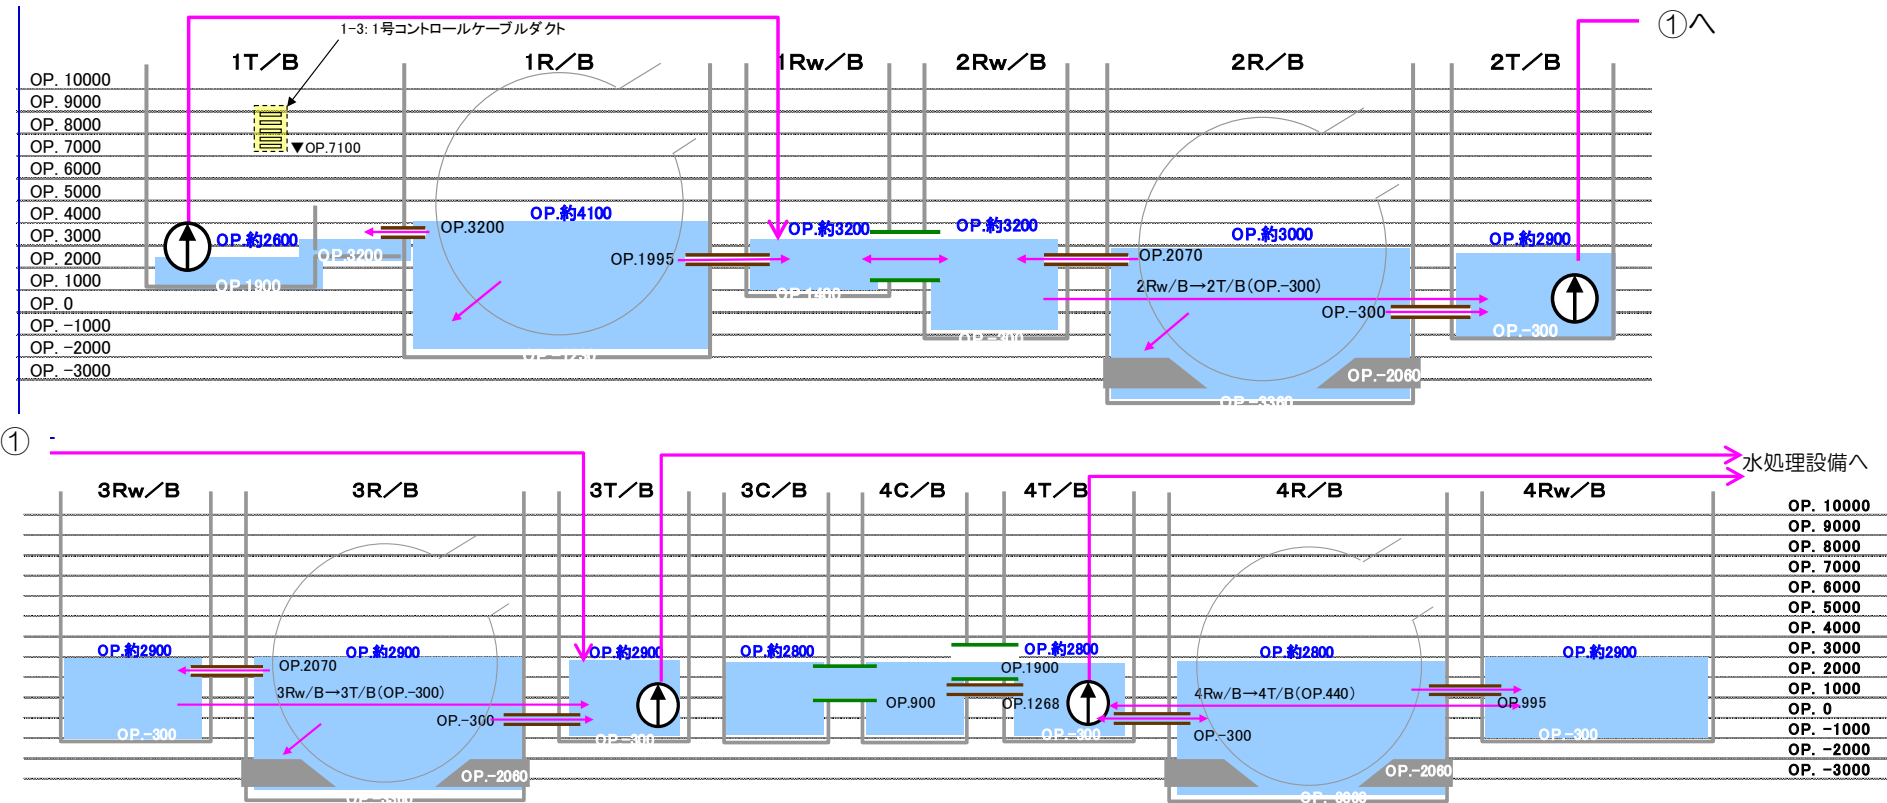 1-3: 1号コントロールケーブルダクト
①へ
1T／B
1R／B
1Rw／B
2Rw／B
2R／B
2T／B
OP. 10000
OP. 9000
OP. 8000
OP. 7000
OP. 6000
OP. 5000
OP. 4000
OP. 3000
OP. 2000
OP. 1000
OP. 0
OP. -1000
OP. -2000
OP. -3000
▼OP.7100
OP.約2600
OP.3200
OP.1900
OP.3200
OP.約4100
OP.1995
OP.約3200
OP.1400
OP.約3200
OP.-300
OP.2070
OP.約3000
2Rw/B→2T/B(OP.-300)
OP.-300
OP.-2060
OP.-3360
OP.約2900
OP.-300
①
水処理設備へ
3Rw／B
3R／B
3T／B
3C／B
4C／B
4T／B
4R／B
4Rw／B
OP. 10000
OP. 9000
OP. 8000
OP. 7000
OP. 6000
OP. 5000
OP. 4000
OP. 3000
OP. 2000
OP. 1000
OP. 0
OP. -1000
OP. -2000
OP. -3000
OP.約2900
OP.-300
OP.2070
OP.約2900
3Rw/B→3T/B(OP.-300)
OP.-300
OP.-2060
OP.約2900
OP.-300
OP.約2800
OP.900
OP.約2800
OP.1900
OP.1268
OP.-300
OP.約2800
4Rw/B→4T/B(OP.440)
OP.-300
OP.-2060
OP.約2900
OP.995
OP.-300